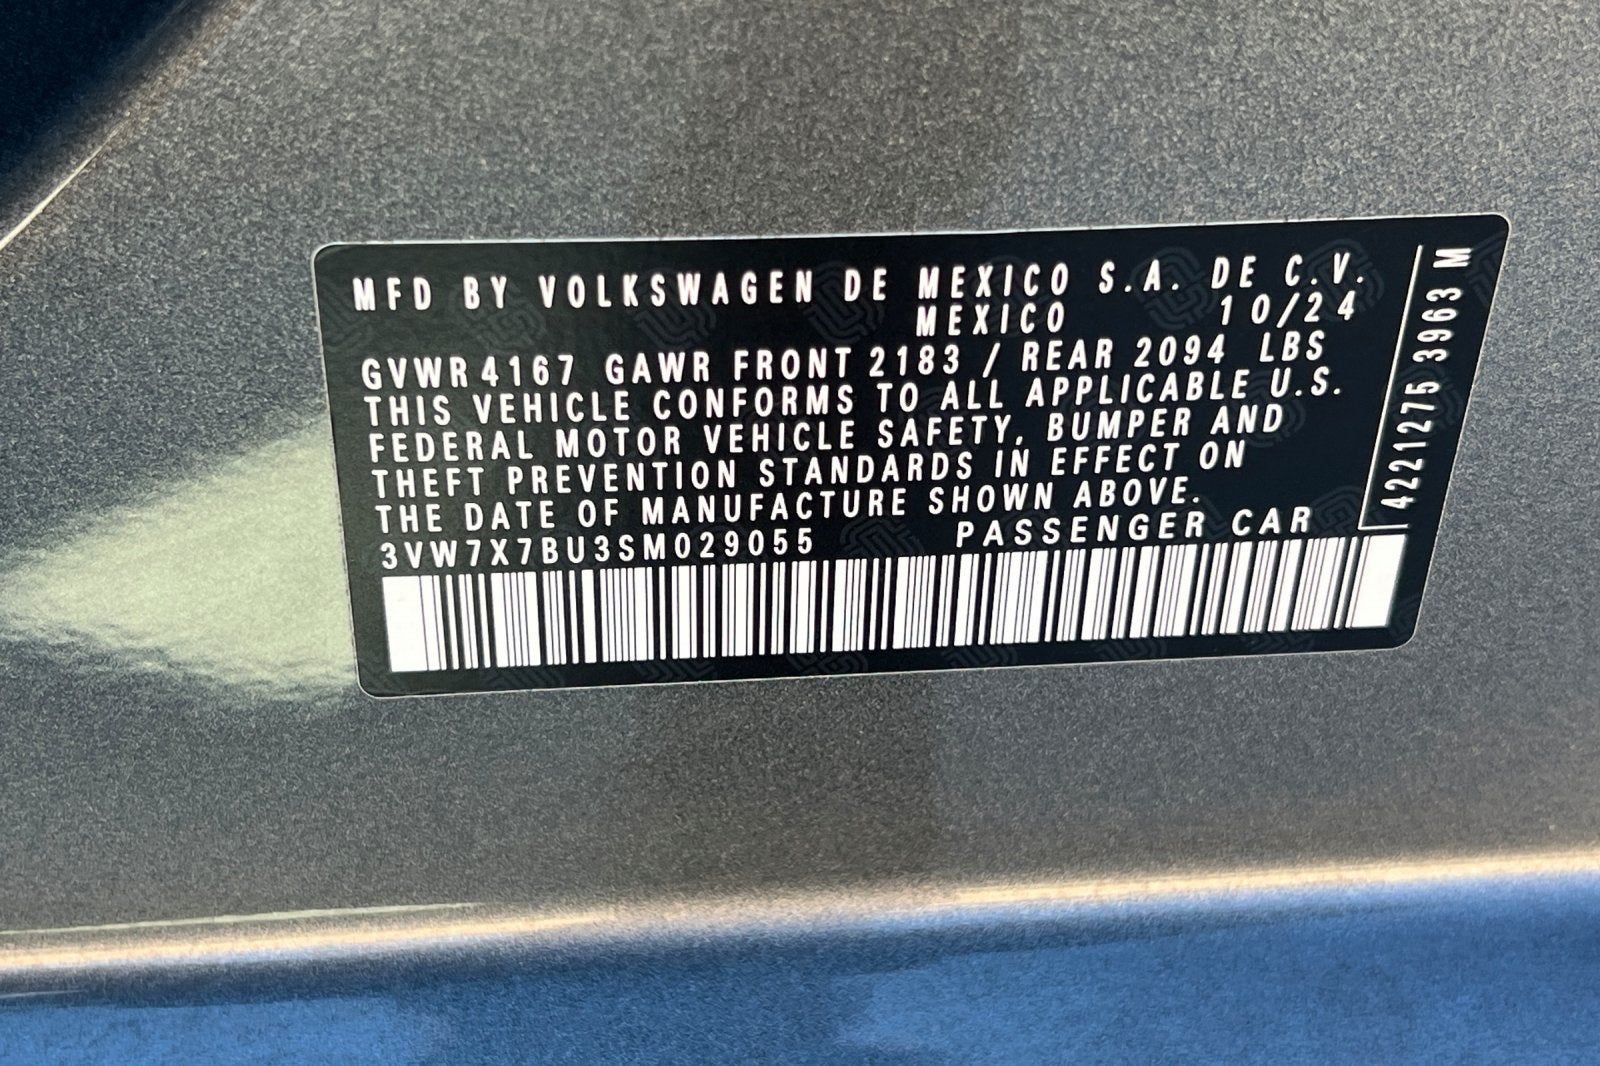 MFD BY VOLKSWAGEN DE MEXICO S.A. DE C.V.
MEXICO 10/24
GVWR 4167 GAWR FRONT 2183 / REAR 2094 LBS
THIS VEHICLE CONFORMS TO ALL APPLICABLE U.S.
FEDERAL MOTOR VEHICLE SAFETY, BUMPER AND
THEFT PREVENTION STANDARDS IN EFFECT ON
THE DATE OF MANUFACTURE SHOWN ABOVE.
3VW7X7BU3SM029055 PASSENGER CAR
4221275 3963 M